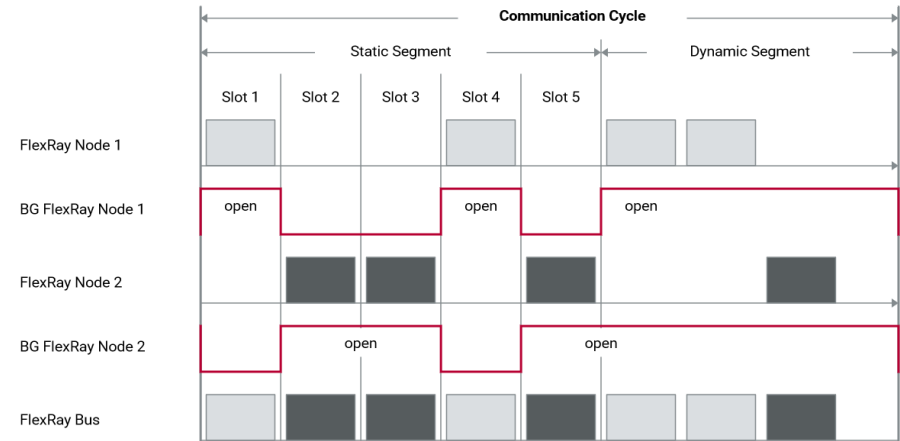 Communication Cycle
Static Segment
Dynamic Segment
Slot 1
Slot 2
Slot 3
Slot 4
Slot 5
FlexRay Node 1
BG FlexRay Node 1
open
open
open
FlexRay Node 2
BG FlexRay Node 2
open
open
FlexRay Bus